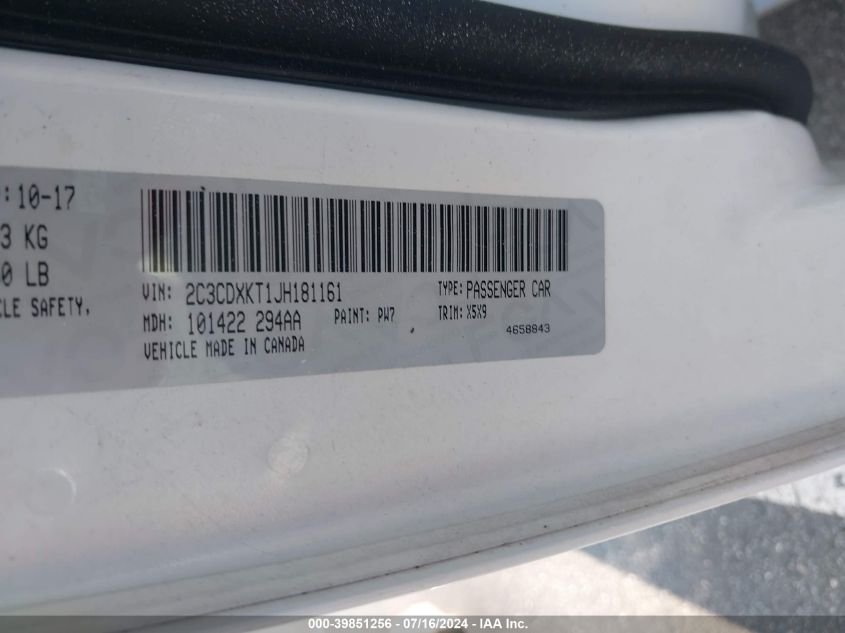 : 10-17
3 KG
0 LB
CLE SAFETY,
VIN: 2C3CDXKT1JH181161
TYPE: PASSENGER CAR
MDH: 101422 294AA
PAINT: PW7
TRIM: X5X9
VEHICLE MADE IN CANADA
4658843
000-39851256 - 07/16/2024 - IAA Inc.